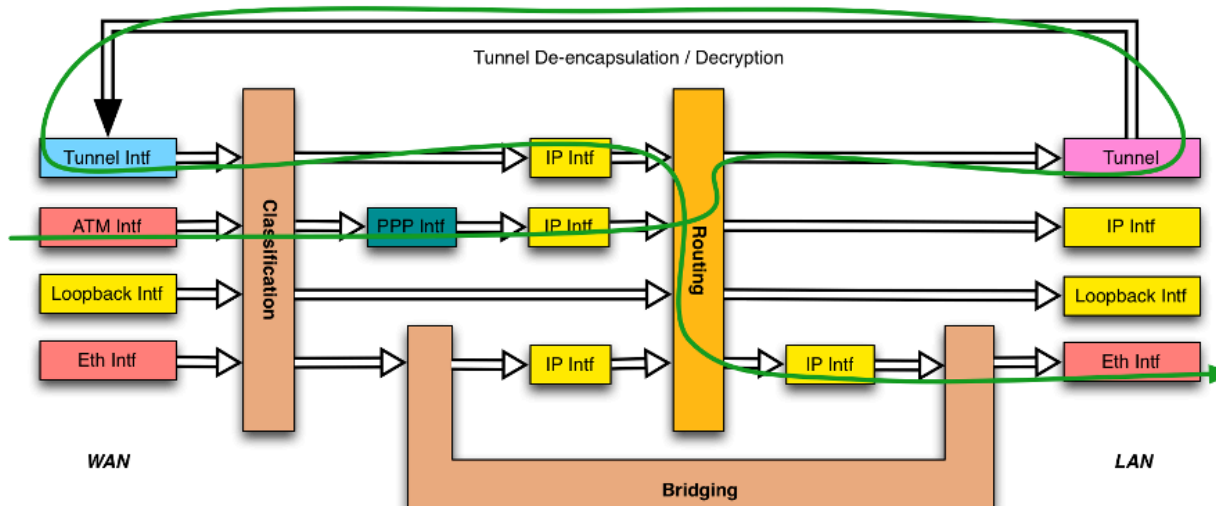 Tunnel De-encapsulation / Decryption
Tunnel Intf
IP Intf
Tunnel
ATM Intf
PPP Intf
IP Intf
IP Intf
Classification
Routing
Loopback Intf
Loopback Intf
Eth Intf
IP Intf
IP Intf
Eth Intf
WAN
LAN
Bridging